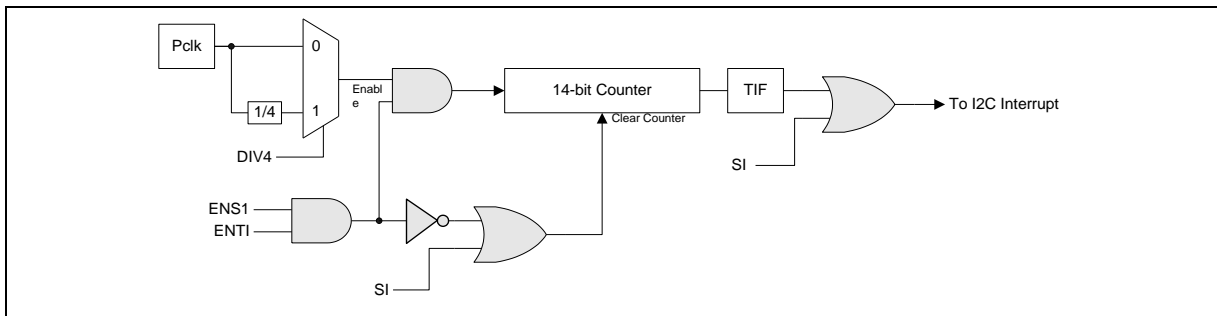 Pclk
0
1/4
1
DIV4
Enabl
e
14-bit Counter
Clear Counter
TIF
SI
To I2C Interrupt
ENS1
ENTI
SI